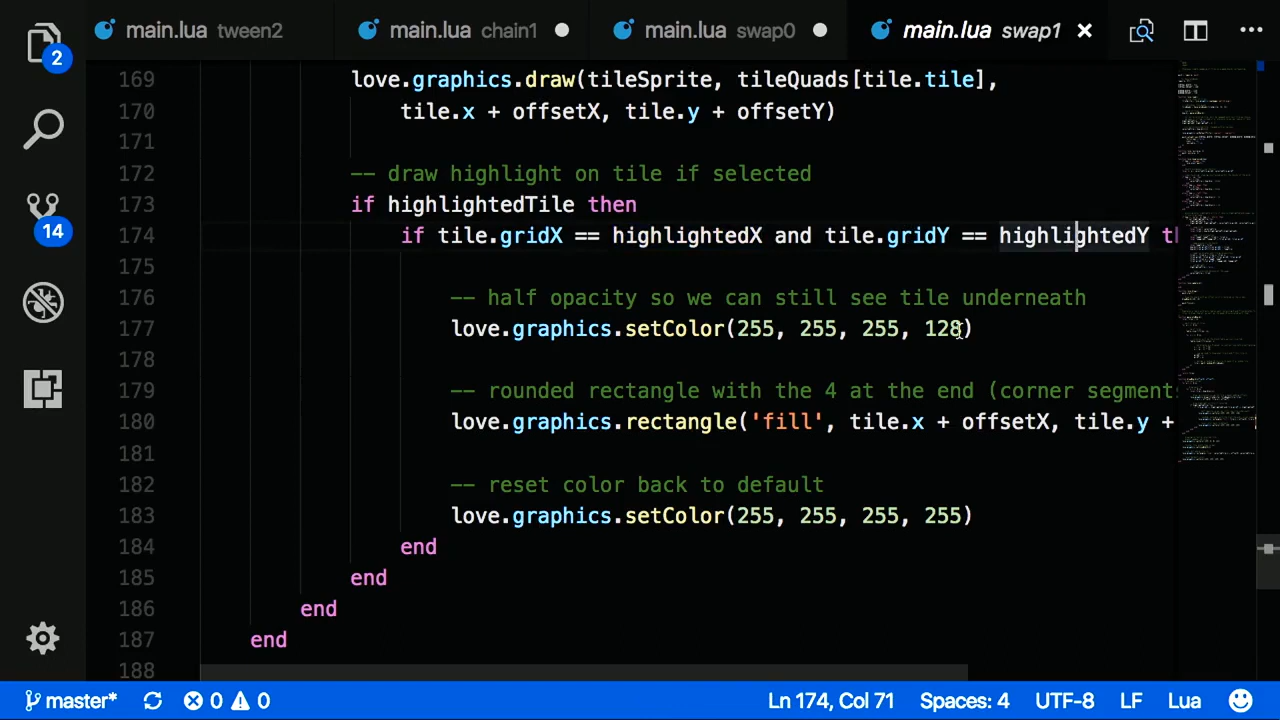 main.lua tween2 main.lua chain1 main.lua swap0 main.lua swap1
2
14
169 love.graphics.draw(tileSprite, tileQuads[tile.tile],
170 tile.x + offsetX, tile.y + offsetY)
171
172 -- draw highlight on tile if selected
173 if highlightedTile then
174 if tile.gridX == highlightedX and tile.gridY == highlightedY th
175
176 -- half opacity so we can still see tile underneath
177 love.graphics.setColor(255, 255, 255, 128)
178
179 -- rounded rectangle with the 4 at the end (corner segment
180 love.graphics.rectangle('fill', tile.x + offsetX, tile.y +
181
182 -- reset color back to default
183 love.graphics.setColor(255, 255, 255, 255)
184 end
185 end
186 end
187 end
188
master* 0 0 Ln 174, Col 71 Spaces: 4 UTF-8 LF Lua